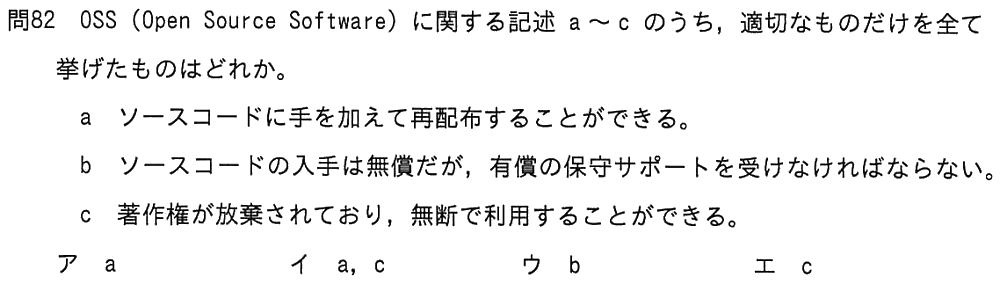 問82　OSS（Open Source Software）に関する記述 a～c のうち，適切なものだけを全て
挙げたものはどれか。
a　ソースコードに手を加えて再配布することができる。
b　ソースコードの入手は無償だが，有償の保守サポートを受けなければならない。
c　著作権が放棄されており，無断で利用することができる。
ア　a　イ　a，c　ウ　b　エ　c